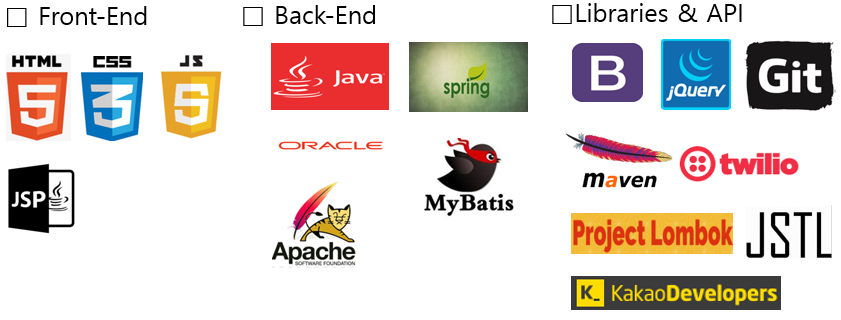 □ Front-End
HTML
5
CSS
3
JS
5
JSP
□ Back-End
Java
spring
ORACLE
MyBatis
Apache
SOFTWARE FOUNDATION
□Libraries & API
B
jQuery
Git
maven
twilio
Project Lombok
JSTL
K_ KakaoDevelopers